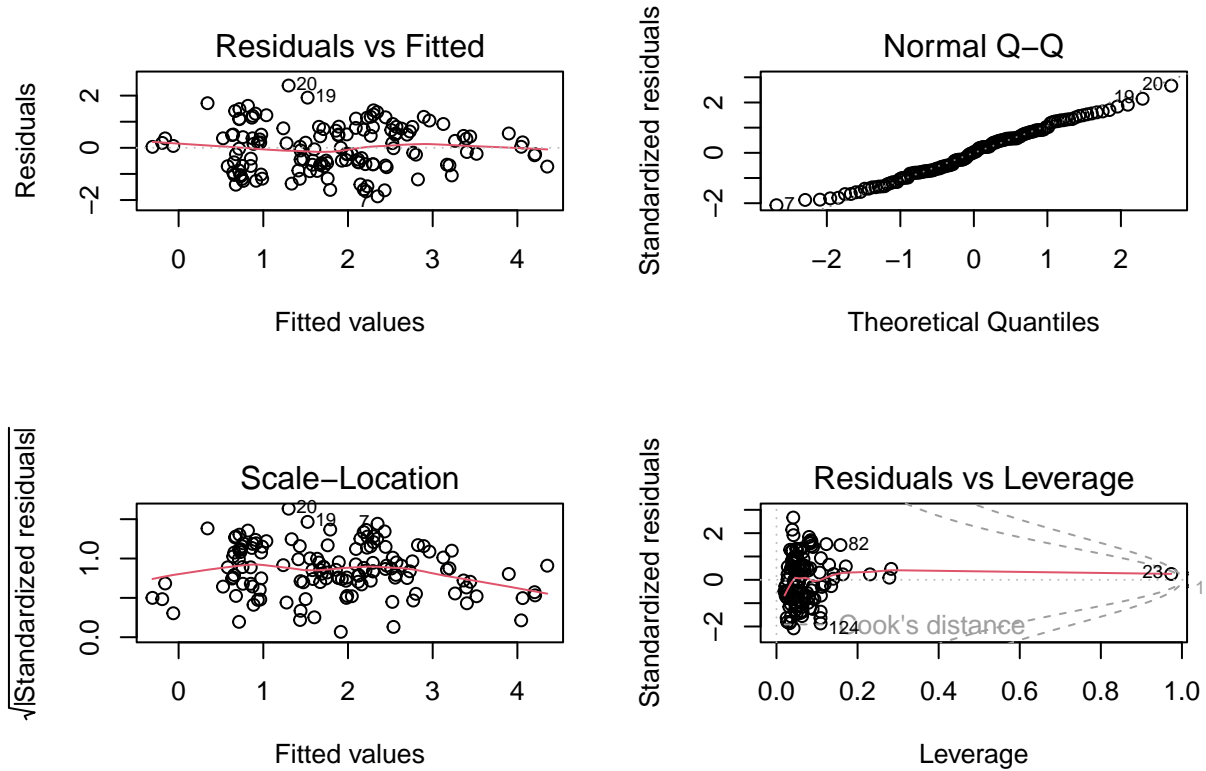 Residuals vs Fitted
Residuals
2
0
−2
20
19
7
0 1 2 3 4
Fitted values
Normal Q−Q
Standardized residuals
2
0
−2
20
19
7
−2 −1 0 1 2
Theoretical Quantiles
Scale−Location
√|Standardized residuals|
1.0
0.0
20
19
7
0 1 2 3 4
Fitted values
Residuals vs Leverage
Standardized residuals
2
0
−2
82
23
1
Cook's distance
124
0.0 0.2 0.4 0.6 0.8 1.0
Leverage